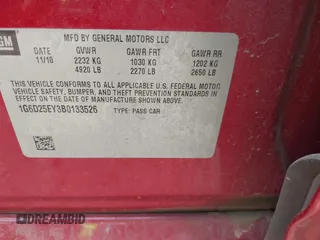 GM
MFD BY GENERAL MOTORS LLC
DATE GVWR GAWR FRT GAWR RR
11/10 2232 KG 1030 KG 1202 KG
4920 LB 2270 LB 2650 LB
THIS VEHICLE CONFORMS TO ALL APPLICABLE U.S. FEDERAL MOTOR
VEHICLE SAFETY, BUMPER, AND THEFT PREVENTION STANDARDS IN
EFFECT ON THE DATE OF MANUFACTURE SHOWN ABOVE.
1G6D25EY3B0133526 TYPE: PASS CAR
DREAMBID